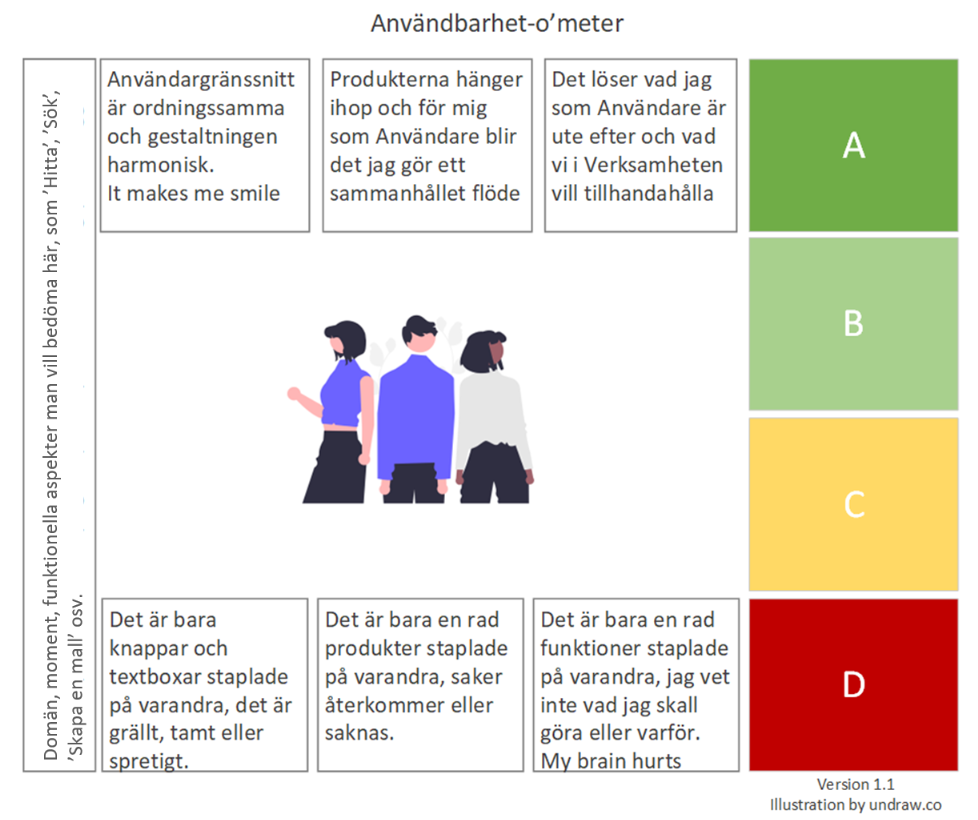 Användbarhet-o’meter
Domän, moment, funktionella aspekter man vill bedöma här, som ’Hitta’, ’Sök’,
’Skapa en mall’ osv.
Användargränssnitt
är ordningssamma
och gestaltningen
harmonisk.
It makes me smile
Produkterna hänger
ihop och för mig
som Användare blir
det jag gör ett
sammanhållet flöde
Det löser vad jag
som Användare är
ute efter och vad
vi i Verksamheten
vill tillhandahålla
A
B
C
Det är bara
knappar och
textboxar staplade
på varandra, det är
grällt, tamt eller
spretigt.
Det är bara en rad
produkter staplade
på varandra, saker
återkommer eller
saknas.
Det är bara en rad
funktioner staplade
på varandra, jag vet
inte vad jag skall
göra eller varför.
My brain hurts
D
Version 1.1
Illustration by undraw.co